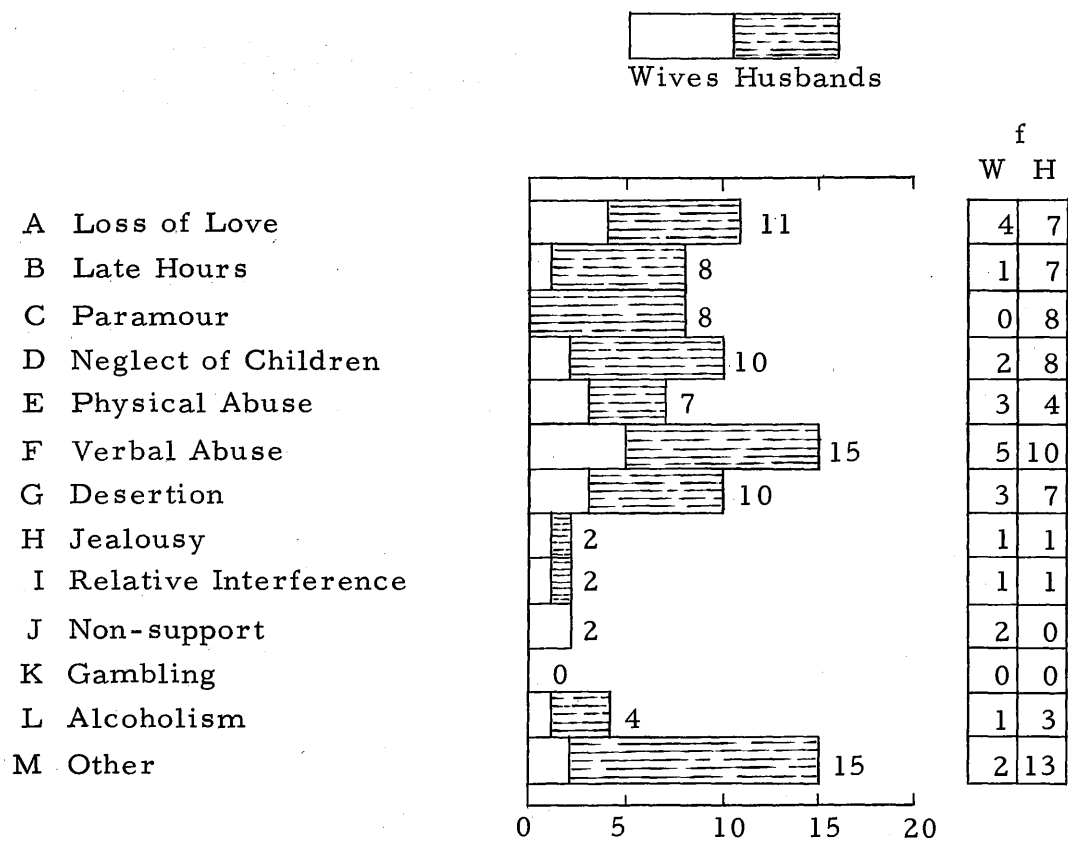 Wives Husbands
f
W H
A Loss of Love 11 4 7
B Late Hours 8 1 7
C Paramour 8 0 8
D Neglect of Children 10 2 8
E Physical Abuse 7 3 4
F Verbal Abuse 15 5 10
G Desertion 10 3 7
H Jealousy 2 1 1
I Relative Interference 2 1 1
J Non-support 2 2 0
K Gambling 0 0 0
L Alcoholism 4 1 3
M Other 15 2 13
0 5 10 15 20